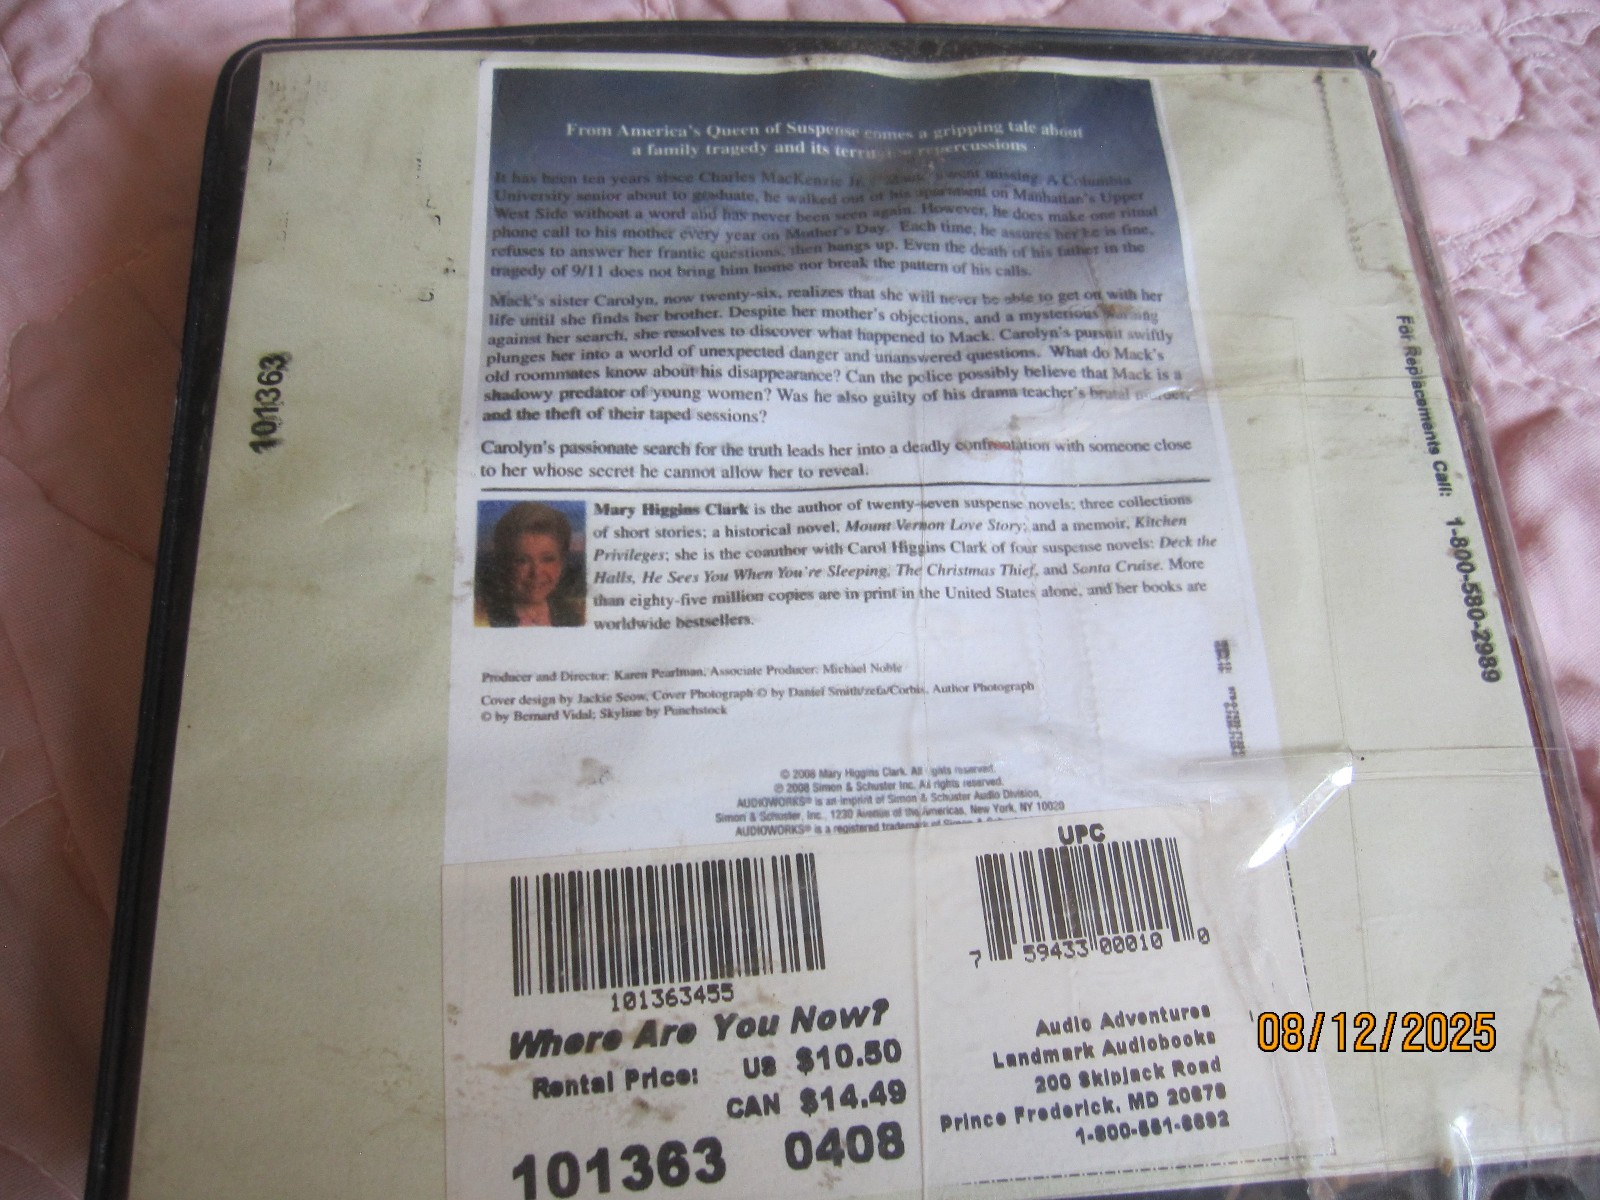 From America's Queen of Suspense comes a gripping tale about
a family tragedy and its repercussions
It has been ten years since Charles MacKenzie Jr. went missing. A Columbia
University senior about to graduate, he walked out of his apartment on Manhattan's Upper
West Side without a word and has never been seen again. However, he does make one ritual
phone call to his mother every year on Mother's Day. Each time, he assures her he is fine,
refuses to answer her frantic questions, then hangs up. Even the death of his father in the
tragedy of 9/11 does not bring him home nor break the pattern of his calls.
Mack's sister Carolyn, now twenty-six, realizes that she will never be able to get on with her
life until she finds her brother. Despite her mother's objections, and a mysterious warning
against her search, she resolves to discover what happened to Mack. Carolyn's pursuit swiftly
plunges her into a world of unexpected danger and unanswered questions. What do Mack's
old roommates know about his disappearance? Can the police possibly believe that Mack is a
shadowy predator of young women? Was he also guilty of his drama teacher's brutal murder,
and the theft of their taped sessions?
Carolyn's passionate search for the truth leads her into a deadly confrontation with someone close
to her whose secret he cannot allow her to reveal.
Mary Higgins Clark is the author of twenty-seven suspense novels; three collections
of short stories; a historical novel, Mount Vernon Love Story; and a memoir, Kitchen
Privileges; she is the coauthor with Carol Higgins Clark of four suspense novels: Deck the
Halls, He Sees You When You're Sleeping, The Christmas Thief, and Santa Cruise. More
than eighty-five million copies are in print in the United States alone, and her books are
worldwide bestsellers.
Producer and Director: Karen Pearlman, Associate Producer: Michael Noble
Cover design by Jackie Seow, Cover Photograph © by Daniel Smith/zefa/Corbis, Author Photograph
© by Bernard Vidal; Skyline by Punchstock
© 2008 Mary Higgins Clark. All rights reserved.
℗ 2008 Simon & Schuster Inc. All rights reserved.
AUDIOWORKS® is an imprint of Simon & Schuster Audio Division,
Simon & Schuster, Inc., 1230 Avenue of the Americas, New York, NY 10020
AUDIOWORKS® is a registered trademark of Simon &
101363
For Replacements Call: 1-800-580-2989
101363455
Where Are You Now?
Rental Price: US $10.50
CAN $14.49
101363 0408
UPC
7 59433 00010 0
Audio Adventures
Landmark Audiobooks
200 Skipjack Road
Prince Frederick, MD 20678
1-800-551-6692
08/12/2025